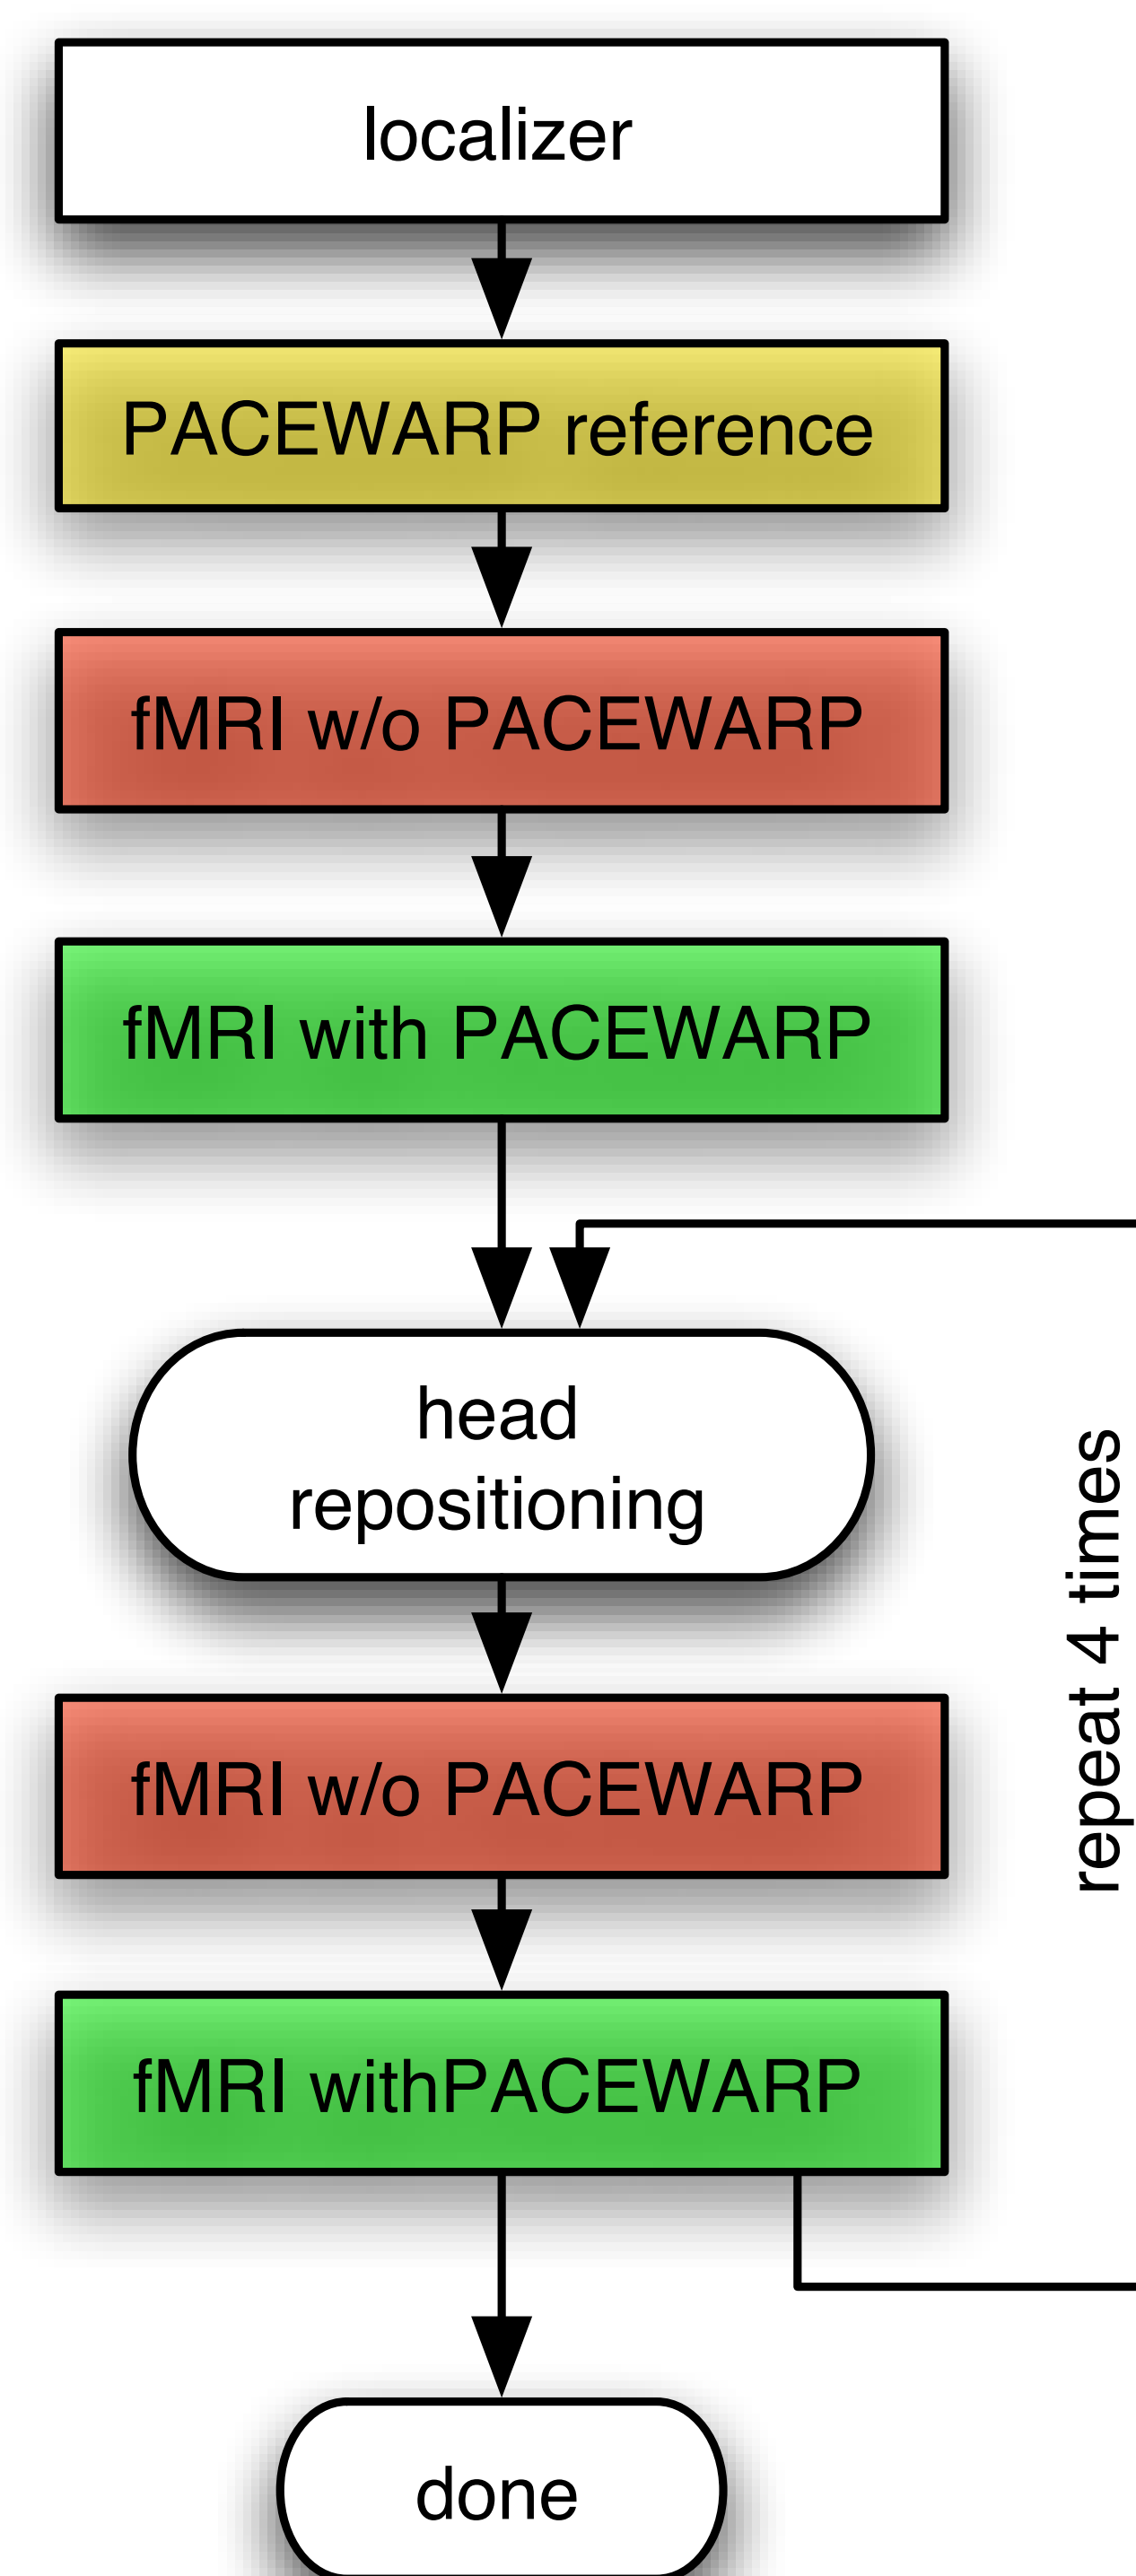 localizer
PACEWARP reference
fMRI w/o PACEWARP
fMRI with PACEWARP
head
repositioning
repeat 4 times
fMRI w/o PACEWARP
fMRI withPACEWARP
done